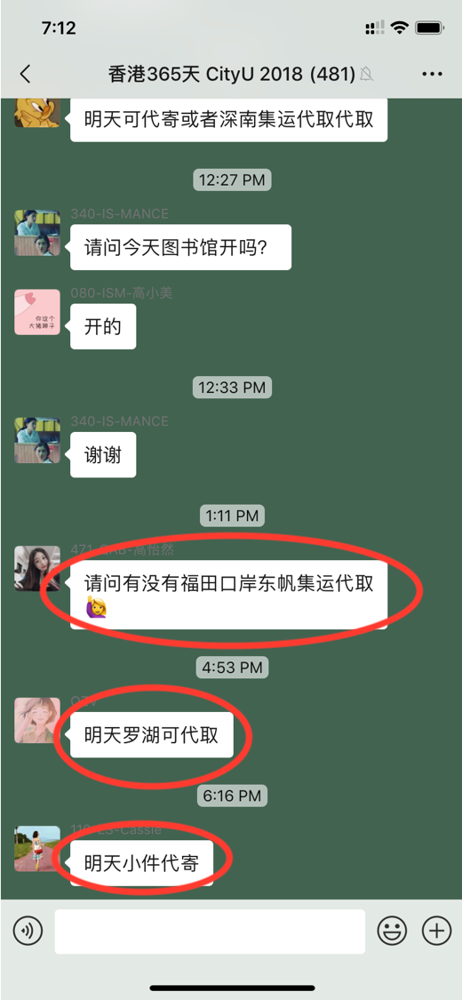 7:12
香港365天 CityU 2018 (481)
明天可代寄或者深南集运代取代取
12:27 PM
340-IS-MANCE
请问今天图书馆开吗?
080-ISM-高小美
你这个
大猪蹄子
开的
12:33 PM
340-IS-MANCE
谢谢
1:11 PM
高怡然
请问有没有福田口岸东帆集运代取
🙋‍♀️
4:53 PM
明天罗湖可代取
6:16 PM
Cassie
明天小件代寄